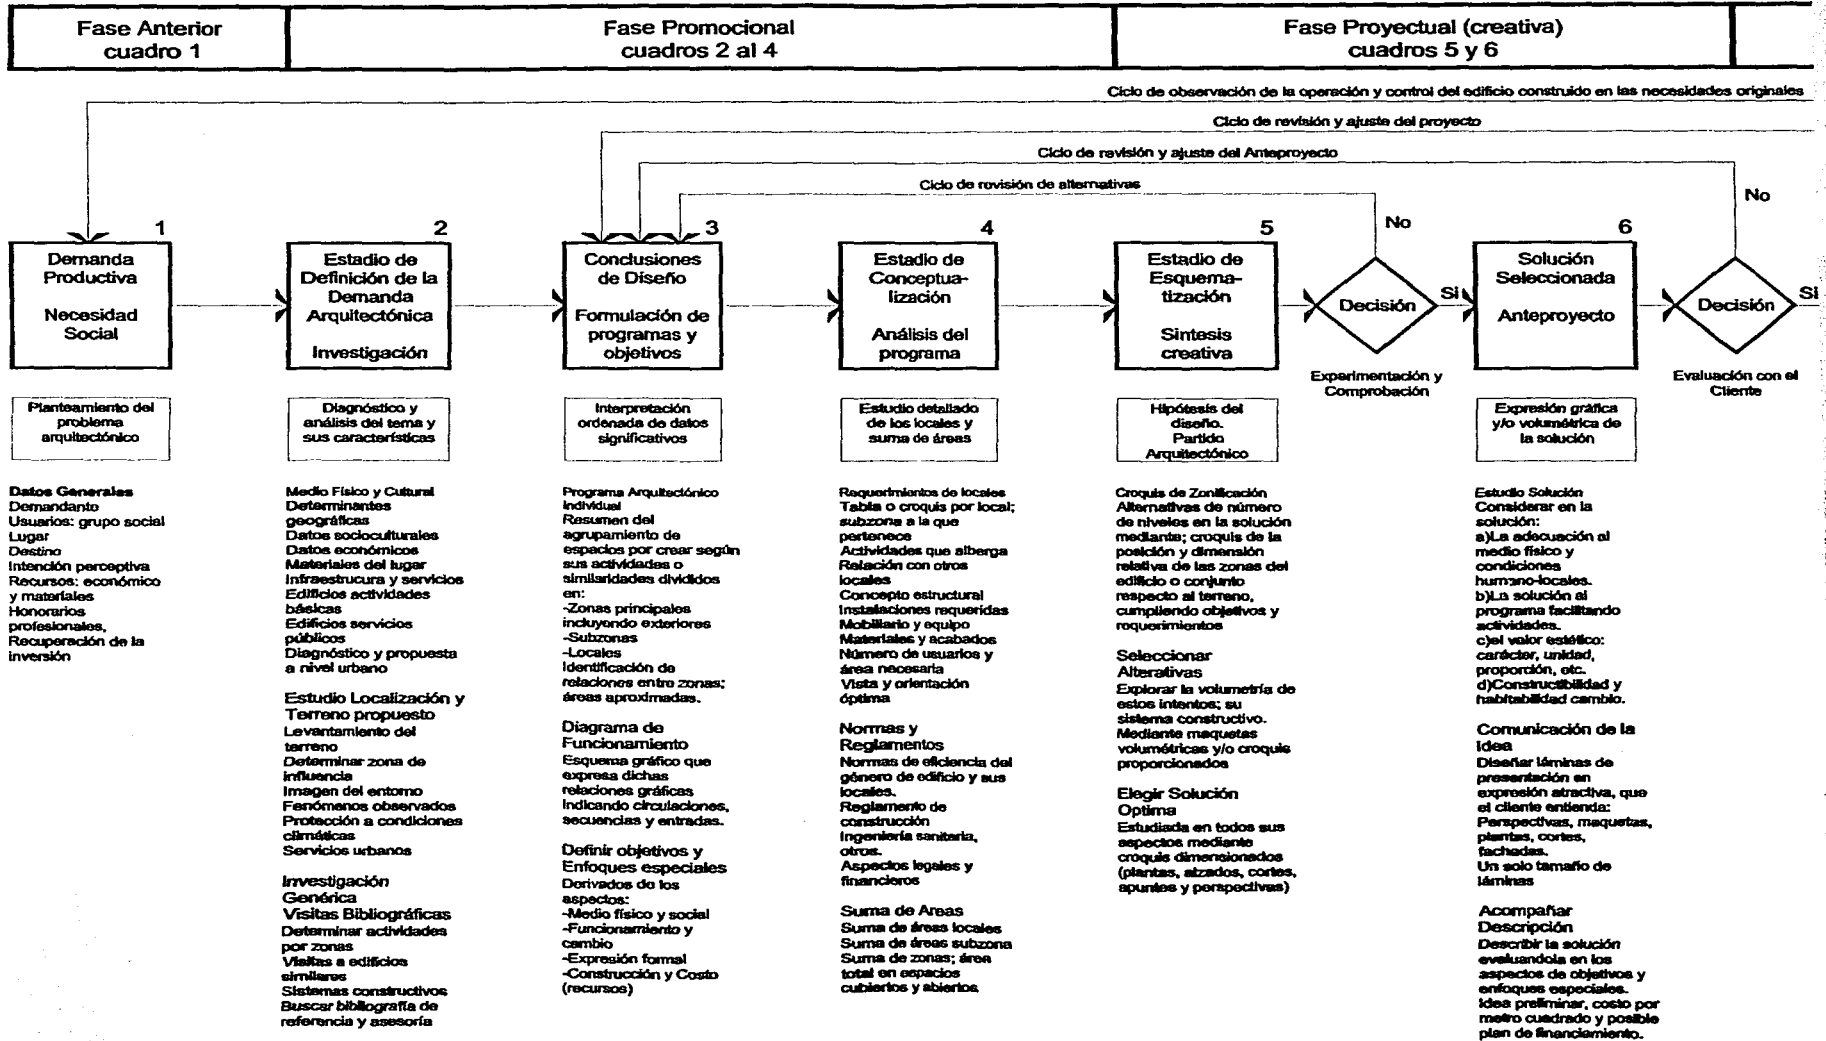 Fase Anterior
cuadro 1
Fase Promocional
cuadros 2 al 4
Fase Proyectual (creativa)
cuadros 5 y 6
Ciclo de observación de la operación y control del edificio construido en las necesidades originales
Ciclo de revisión y ajuste del proyecto
Ciclo de revisión y ajuste del Anteproyecto
Ciclo de revisión de alternativas
No
No
1
Demanda
Productiva
Necesidad
Social
2
Estadio de
Definición de la
Demanda
Arquitectónica
Investigación
3
Conclusiones
de Diseño
Formulación de
programas y
objetivos
4
Estadio de
Conceptua-
lización
Análisis del
programa
5
Estadio de
Esquema-
tización
Sintesis
creativa
Decisión
Si
Experimentación y
Comprobación
6
Solución
Seleccionada
Anteproyecto
Decisión
Si
Evaluación con el
Cliente
Planteamiento del
problema
arquitectónico
Diagnóstico y
análisis del tema y
sus características
Interpretación
ordenada de datos
significativos
Estudio detallado
de los locales y
suma de áreas
Hipótesis del
diseño.
Partido
Arquitectónico
Expresión gráfica
y/o volumétrica de
la solución
Datos Generales
Demandante
Usuarios: grupo social
Lugar
Destino
Intención perceptiva
Recursos: económico
y materiales
Honorarios
profesionales,
Recuperación de la
inversión
Medio Físico y Cultural
Determinantes
geográficas
Datos socioculturales
Datos económicos
Materiales del lugar
Infraestrucura y servicios
Edificios actividades
básicas
Edificios servicios
públicos
Diagnóstico y propuesta
a nivel urbano
Estudio Localización y
Terreno propuesto
Levantamiento del
terreno
Determinar zona de
influencia
Imagen del entorno
Fenómenos observados
Protección a condiciones
climáticas
Servicios urbanos
Investigación
Genérica
Visitas Bibliográficas
Determinar actividades
por zonas
Visitas a edificios
similares
Sistemas constructivos
Buscar bibliografía de
referencia y asesoría
Programa Arquitectónico
Individual
Resumen del
agrupamiento de
espacios por crear según
sus actividades o
similaridades divididos
en:
-Zonas principales
incluyendo exteriores
-Subzonas
-Locales
Identificación de
relaciones entre zonas;
áreas aproximadas.
Diagrama de
Funcionamiento
Esquema gráfico que
expresa dichas
relaciones gráficas
Indicando circulaciones,
secuencias y entradas.
Definir objetivos y
Enfoques especiales
Derivados de los
aspectos:
-Medio físico y social
-Funcionamiento y
cambio
-Expresión formal
-Construcción y Costo
(recursos)
Requerimientos de locales
Tabla o croquis por local;
subzona a la que
pertenece
Actividades que alberga
Relación con otros
locales
Concepto estructural
Instalaciones requeridas
Mobiliario y equipo
Materiales y acabados
Número de usuarios y
área necesaria
Vista y orientación
óptima
Normas y
Reglamentos
Normas de eficiencia del
género de edificio y sus
locales.
Reglamento de
construcción
Ingeniería sanitaria,
otros.
Aspectos legales y
financieros
Suma de Areas
Suma de áreas locales
Suma de áreas subzona
Suma de zonas; área
total en espacios
cubiertos y abiertos
Croquis de Zonificación
Alternativas de número
de niveles en la solución
mediante; croquis de la
posición y dimensión
relativa de las zonas del
edificio o conjunto
respecto al terreno,
cumpliendo objetivos y
requerimientos
Seleccionar
Alterativas
Explorar la volumetría de
estos intentos; su
sistema constructivo.
Mediante maquetas
volumétricas y/o croquis
proporcionados
Elegir Solución
Optima
Estudiada en todos sus
aspectos mediante
croquis dimensionados
(plantas, alzados, cortes,
apuntes y perspectivas)
Estudio Solución
Considerar en la
solución:
a)La adecuación al
medio físico y
condiciones
humano-locales.
b)La solución al
programa facilitando
actividades.
c)el valor estético:
carácter, unidad,
proporción, etc.
d)Constructibilidad y
habitabilidad cambio.
Comunicación de la
Idea
Diseñar láminas de
presentación en
expresión atractiva, que
el cliente entienda:
Perspectivas, maquetas,
plantas, cortes,
fachadas.
Un solo tamaño de
láminas
Acompañar
Descripción
Describir la solución
evaluandola en los
aspectos de objetivos y
enfoques especiales.
Idea preliminar, costo por
metro cuadrado y posible
plan de financiamiento.